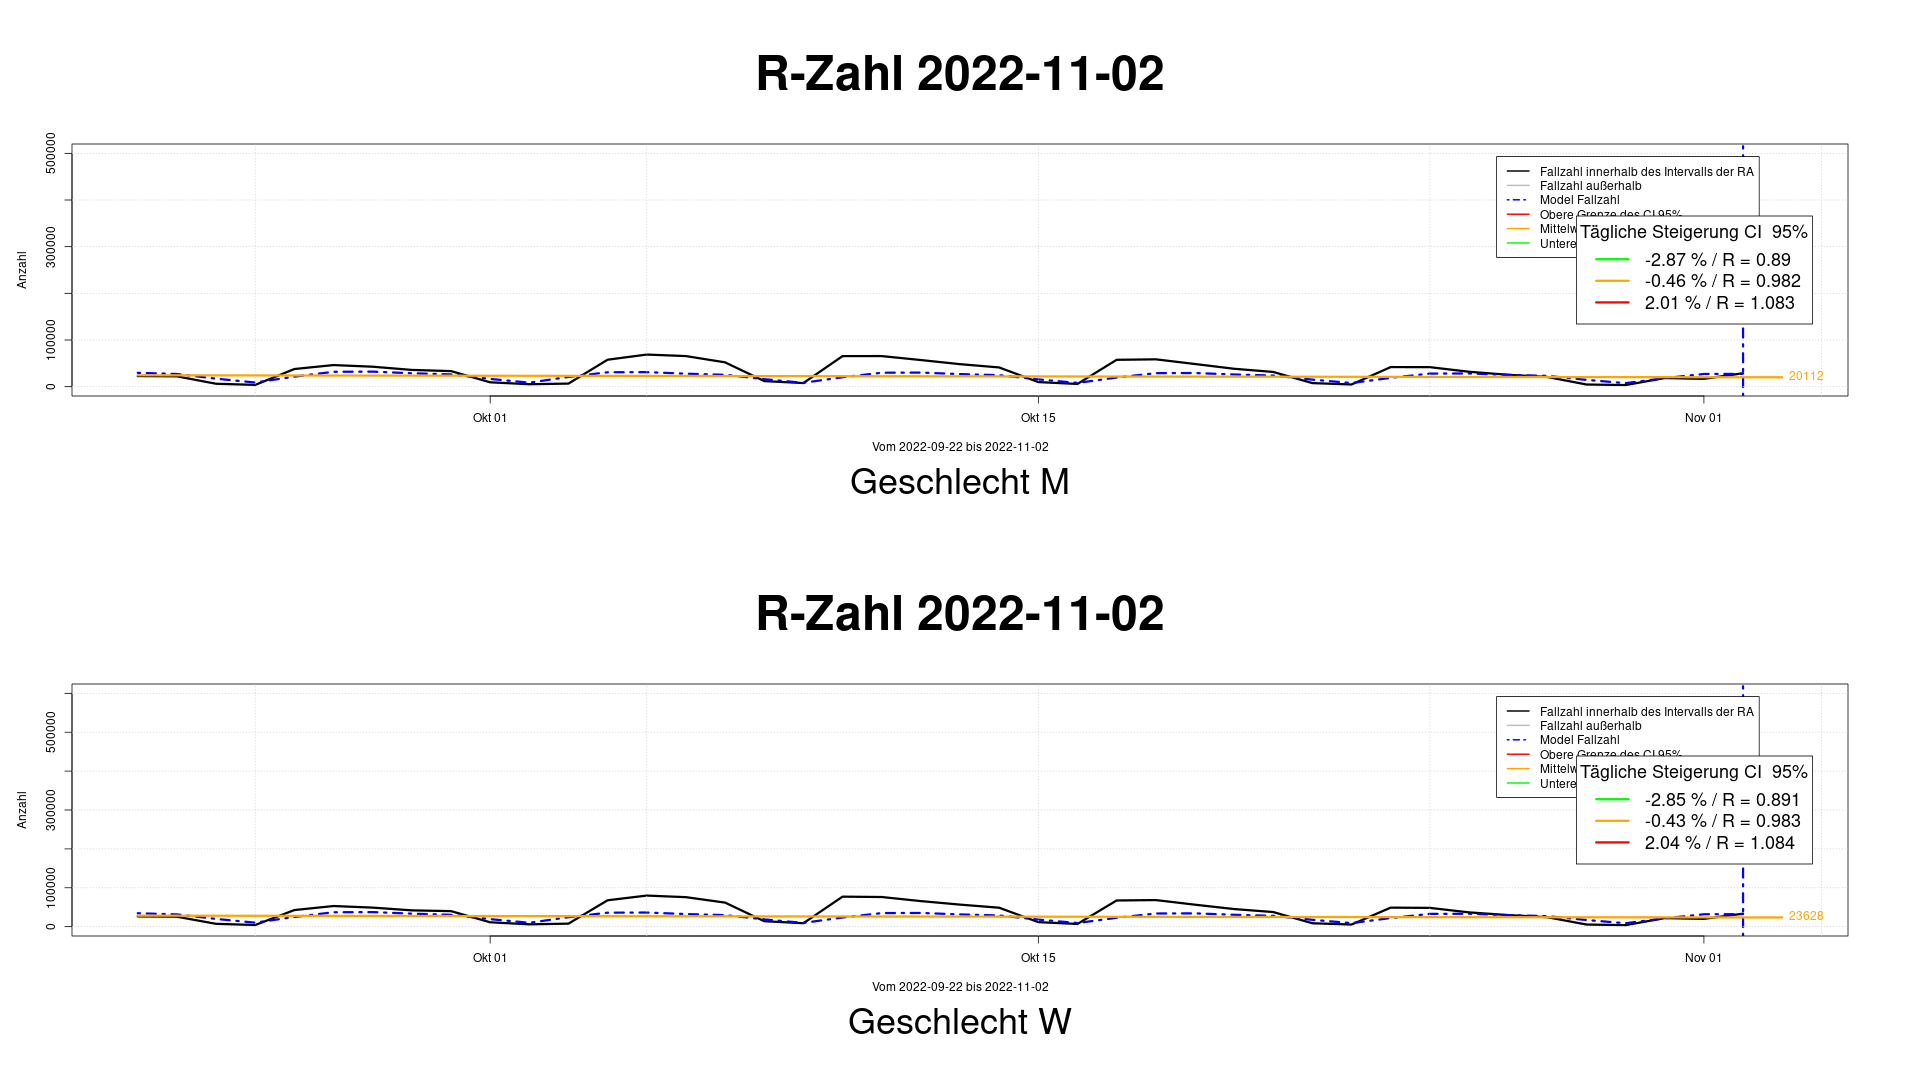 R-Zahl 2022-11-02
Anzahl
500000
300000
100000
0
Fallzahl innerhalb des Intervalls der RA
Fallzahl außerhalb
Model Fallzahl
Obere Grenze des CI 95%
Mittelw
Untere
Tägliche Steigerung CI 95%
-2.87 % / R = 0.89
-0.46 % / R = 0.982
2.01 % / R = 1.083
20112
Okt 01
Okt 15
Nov 01
Vom 2022-09-22 bis 2022-11-02
Geschlecht M
R-Zahl 2022-11-02
Anzahl
500000
300000
100000
0
Fallzahl innerhalb des Intervalls der RA
Fallzahl außerhalb
Model Fallzahl
Obere Grenze des CI 95%
Mittelw
Untere
Tägliche Steigerung CI 95%
-2.85 % / R = 0.891
-0.43 % / R = 0.983
2.04 % / R = 1.084
23628
Okt 01
Okt 15
Nov 01
Vom 2022-09-22 bis 2022-11-02
Geschlecht W